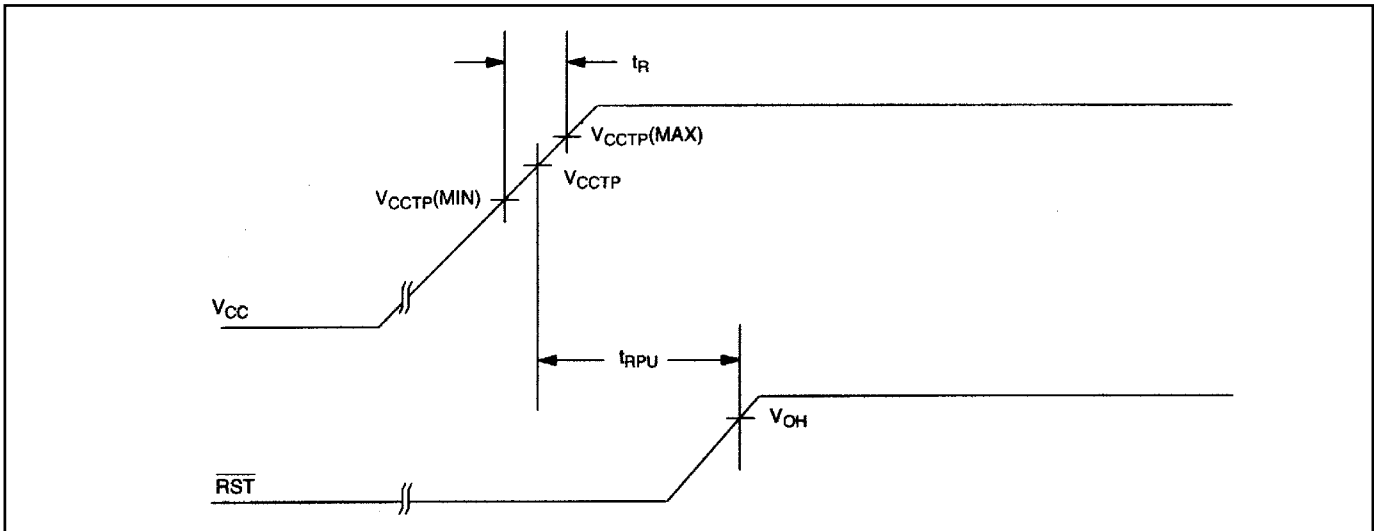 tR
VCCTP(MAX)
VCCTP
VCCTP(MIN)
VCC
tRPU
VOH
RST